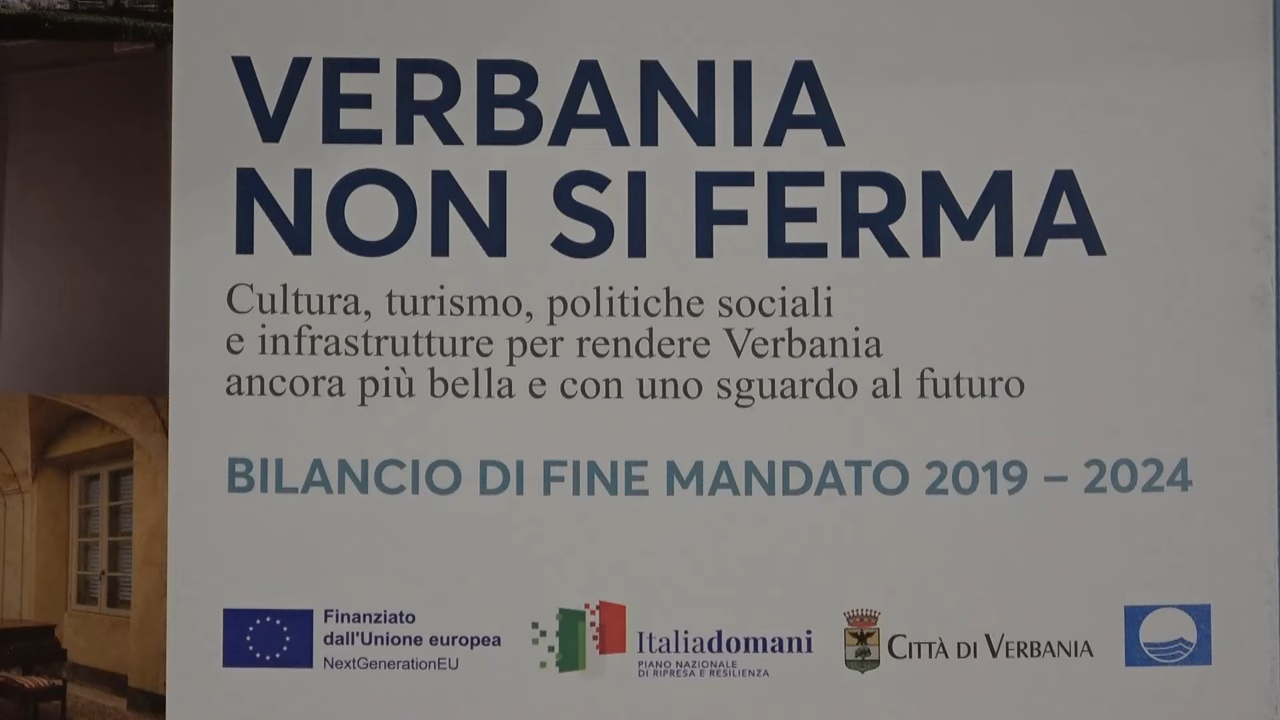 VERBANIA
NON SI FERMA
Cultura, turismo, politiche sociali
e infrastrutture per rendere Verbania
ancora più bella e con uno sguardo al futuro
BILANCIO DI FINE MANDATO 2019 – 2024
Finanziato
dall'Unione europea
NextGenerationEU
Italiadomani
PIANO NAZIONALE
DI RIPRESA E RESILIENZA
CITTÀ DI VERBANIA